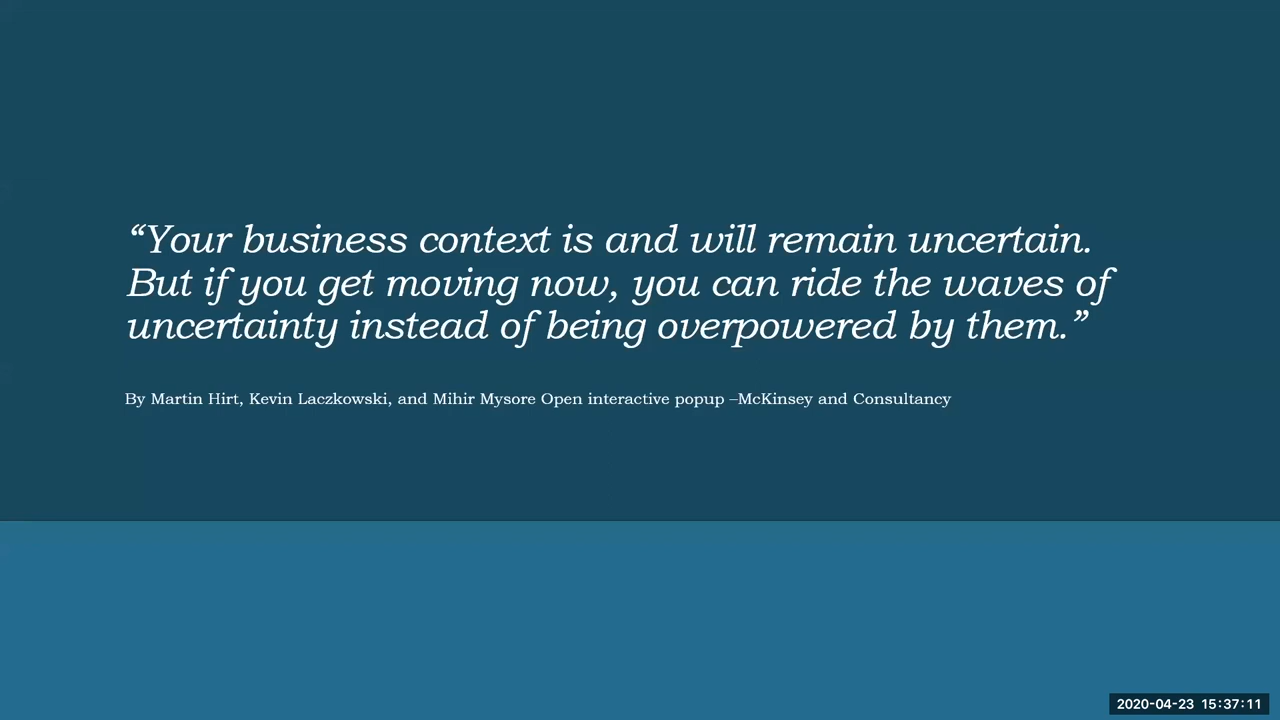 “Your business context is and will remain uncertain.
But if you get moving now, you can ride the waves of
uncertainty instead of being overpowered by them.”
By Martin Hirt, Kevin Laczkowski, and Mihir Mysore Open interactive popup –McKinsey and Consultancy
2020-04-23 15:37:11